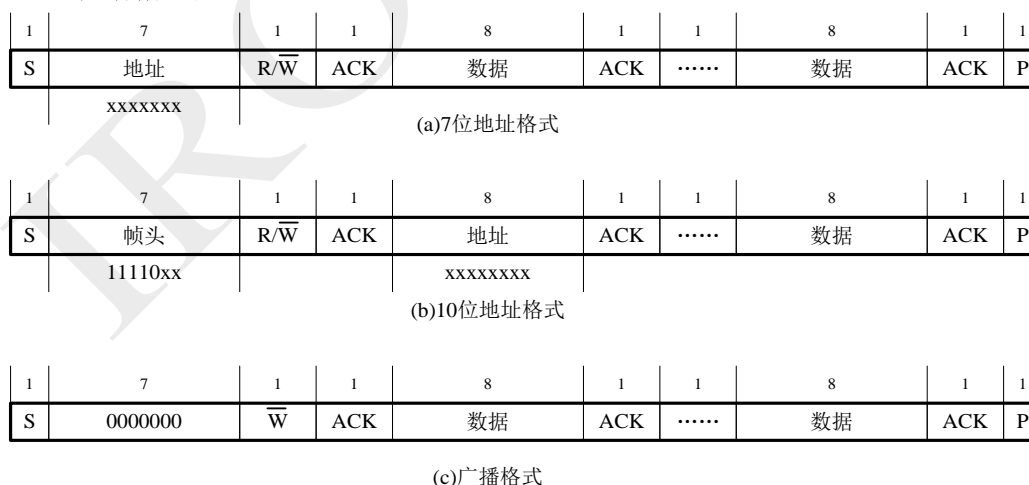 1 7 1 1 8 1 1 8 1 1
S 地址 R/W̅ ACK 数据 ACK …… 数据 ACK P
xxxxxxx
(a)7位地址格式
1 7 1 1 8 1 1 8 1 1
S 帧头 R/W̅ ACK 地址 ACK …… 数据 ACK P
11110xx xxxxxxxx
(b)10位地址格式
1 7 1 1 8 1 1 8 1 1
S 0000000 W̅ ACK 数据 ACK …… 数据 ACK P
(c)广播格式